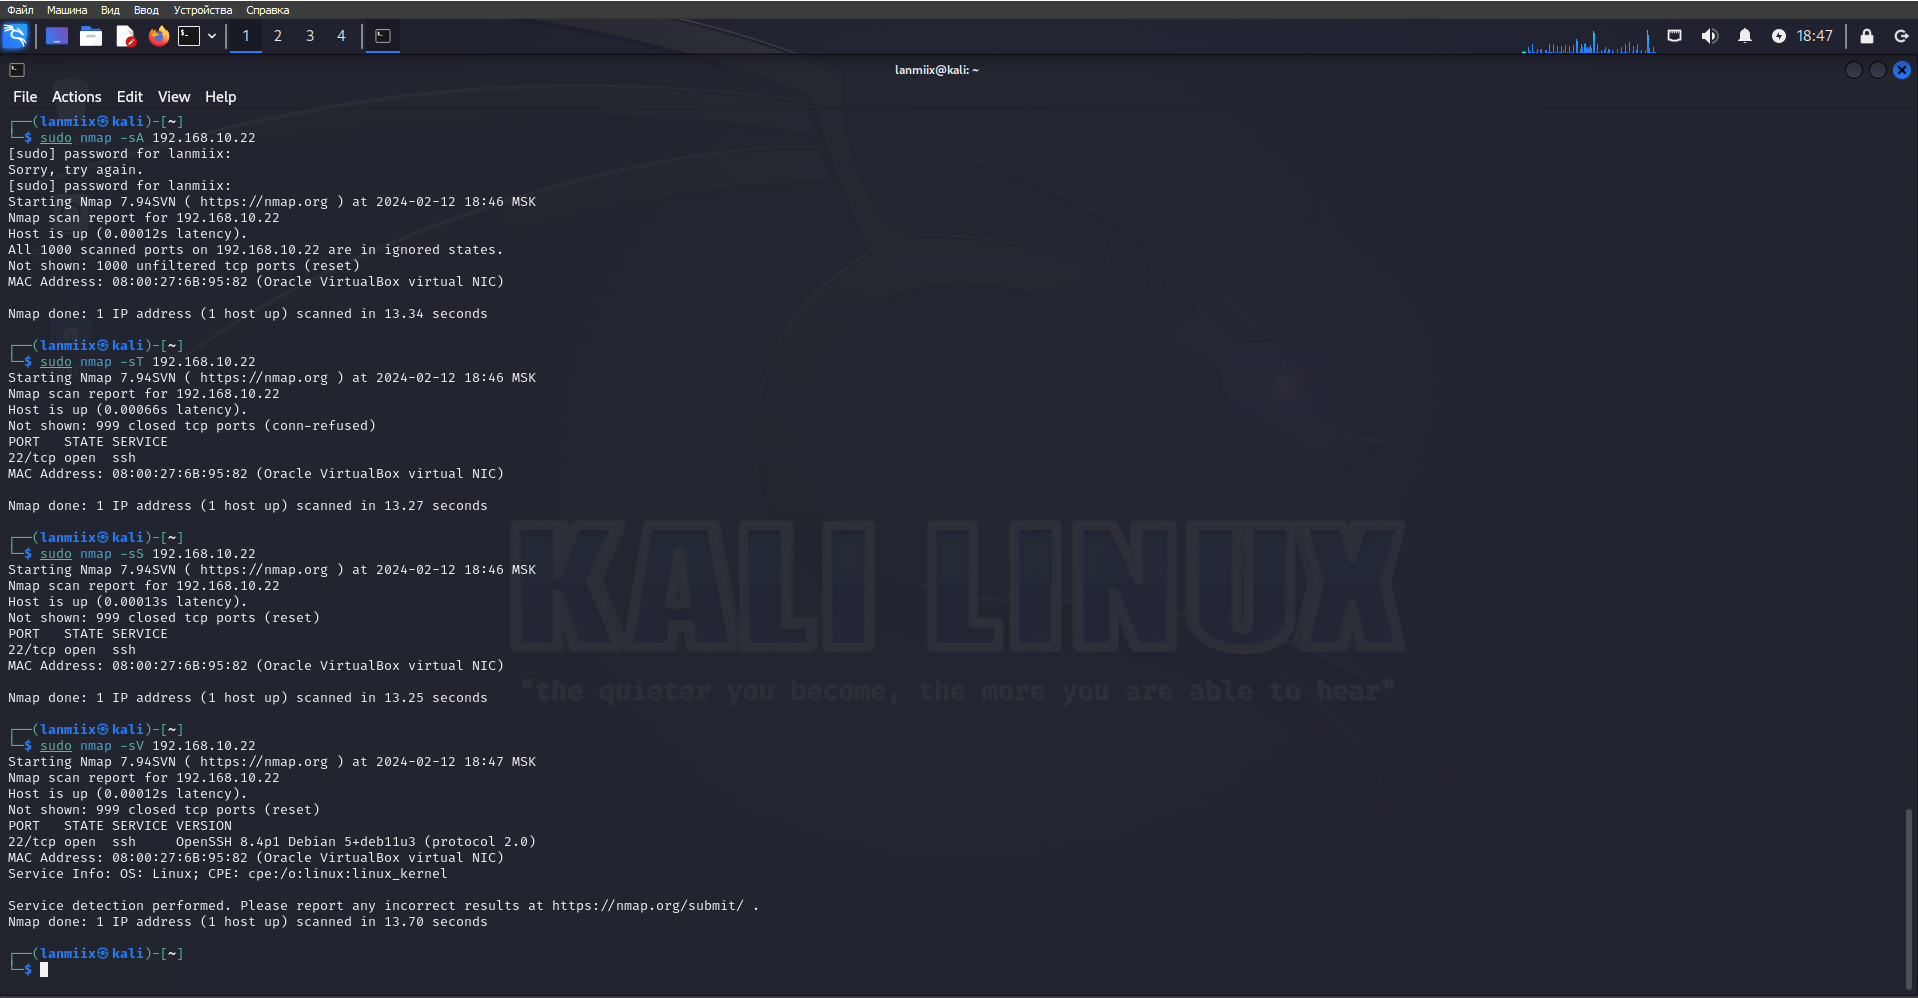 Файл Машина Вид Ввод Устройства Справка
1 2 3 4 18:47
lanmiix@kali: ~
File Actions Edit View Help
┌──(lanmiix㉿kali)-[~]
└─$ sudo nmap -sA 192.168.10.22
[sudo] password for lanmiix:
Sorry, try again.
[sudo] password for lanmiix:
Starting Nmap 7.94SVN ( https://nmap.org ) at 2024-02-12 18:46 MSK
Nmap scan report for 192.168.10.22
Host is up (0.00012s latency).
All 1000 scanned ports on 192.168.10.22 are in ignored states.
Not shown: 1000 unfiltered tcp ports (reset)
MAC Address: 08:00:27:6B:95:82 (Oracle VirtualBox virtual NIC)
Nmap done: 1 IP address (1 host up) scanned in 13.34 seconds
┌──(lanmiix㉿kali)-[~]
└─$ sudo nmap -sT 192.168.10.22
Starting Nmap 7.94SVN ( https://nmap.org ) at 2024-02-12 18:46 MSK
Nmap scan report for 192.168.10.22
Host is up (0.00066s latency).
Not shown: 999 closed tcp ports (conn-refused)
PORT   STATE SERVICE
22/tcp open  ssh
MAC Address: 08:00:27:6B:95:82 (Oracle VirtualBox virtual NIC)
Nmap done: 1 IP address (1 host up) scanned in 13.27 seconds
┌──(lanmiix㉿kali)-[~]
└─$ sudo nmap -sS 192.168.10.22
Starting Nmap 7.94SVN ( https://nmap.org ) at 2024-02-12 18:46 MSK
Nmap scan report for 192.168.10.22
Host is up (0.00013s latency).
Not shown: 999 closed tcp ports (reset)
PORT   STATE SERVICE
22/tcp open  ssh
MAC Address: 08:00:27:6B:95:82 (Oracle VirtualBox virtual NIC)
Nmap done: 1 IP address (1 host up) scanned in 13.25 seconds
KALI LINUX
"the quieter you become, the more you are able to hear"
┌──(lanmiix㉿kali)-[~]
└─$ sudo nmap -sV 192.168.10.22
Starting Nmap 7.94SVN ( https://nmap.org ) at 2024-02-12 18:47 MSK
Nmap scan report for 192.168.10.22
Host is up (0.00012s latency).
Not shown: 999 closed tcp ports (reset)
PORT   STATE SERVICE VERSION
22/tcp open  ssh     OpenSSH 8.4p1 Debian 5+deb11u3 (protocol 2.0)
MAC Address: 08:00:27:6B:95:82 (Oracle VirtualBox virtual NIC)
Service Info: OS: Linux; CPE: cpe:/o:linux:linux_kernel
Service detection performed. Please report any incorrect results at https://nmap.org/submit/ .
Nmap done: 1 IP address (1 host up) scanned in 13.70 seconds
┌──(lanmiix㉿kali)-[~]
└─$